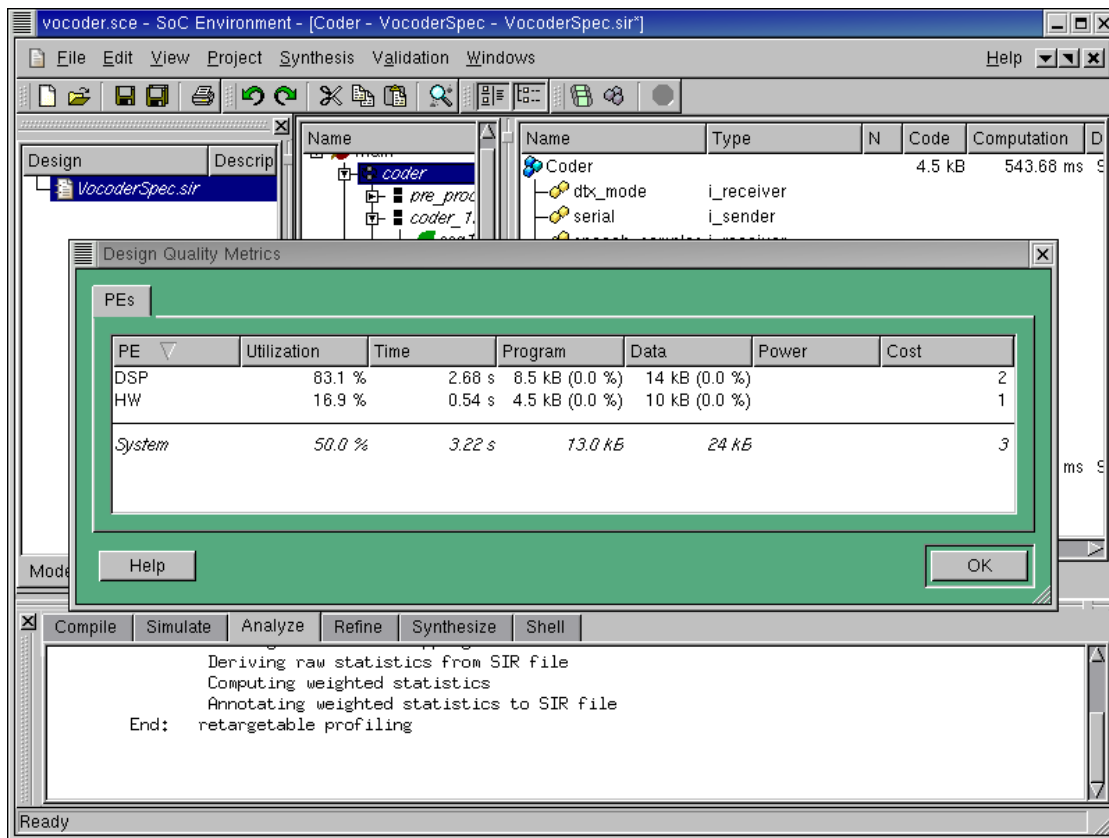 vocoder.sce - SoC Environment - [Coder - VocoderSpec - VocoderSpec.sir*]
File Edit View Project Synthesis Validation Windows Help
Name
Name Type N Code Computation D
Design Descrip
VocoderSpec.sir
main
coder
pre_proc
coder_1
Coder 4.5 kB 543.68 ms S
dtx_mode i_receiver
serial i_sender
Design Quality Metrics
PEs
PE Utilization Time Program Data Power Cost
DSP 83.1 % 2.68 s 8.5 kB (0.0 %) 14 kB (0.0 %) 2
HW 16.9 % 0.54 s 4.5 kB (0.0 %) 10 kB (0.0 %) 1
System 50.0 % 3.22 s 13.0 kB 24 kB 3
ms S
Help OK
Mode
Compile Simulate Analyze Refine Synthesize Shell
Deriving raw statistics from SIR file
Computing weighted statistics
Annotating weighted statistics to SIR file
End: retargetable profiling
Ready